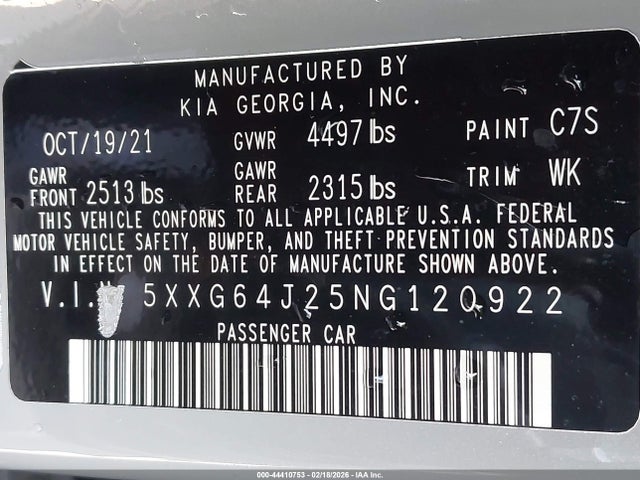 MANUFACTURED BY
KIA GEORGIA, INC.
OCT/19/21 GVWR 4497 lbs PAINT C7S
GAWR FRONT 2513 lbs GAWR REAR 2315 lbs TRIM WK
THIS VEHICLE CONFORMS TO ALL APPLICABLE U.S.A. FEDERAL
MOTOR VEHICLE SAFETY, BUMPER, AND THEFT PREVENTION STANDARDS
IN EFFECT ON THE DATE OF MANUFACTURE SHOWN ABOVE.
V.I.N 5XXG64J25NG120922
PASSENGER CAR
000-44410753 - 02/18/2026 - IAA Inc.